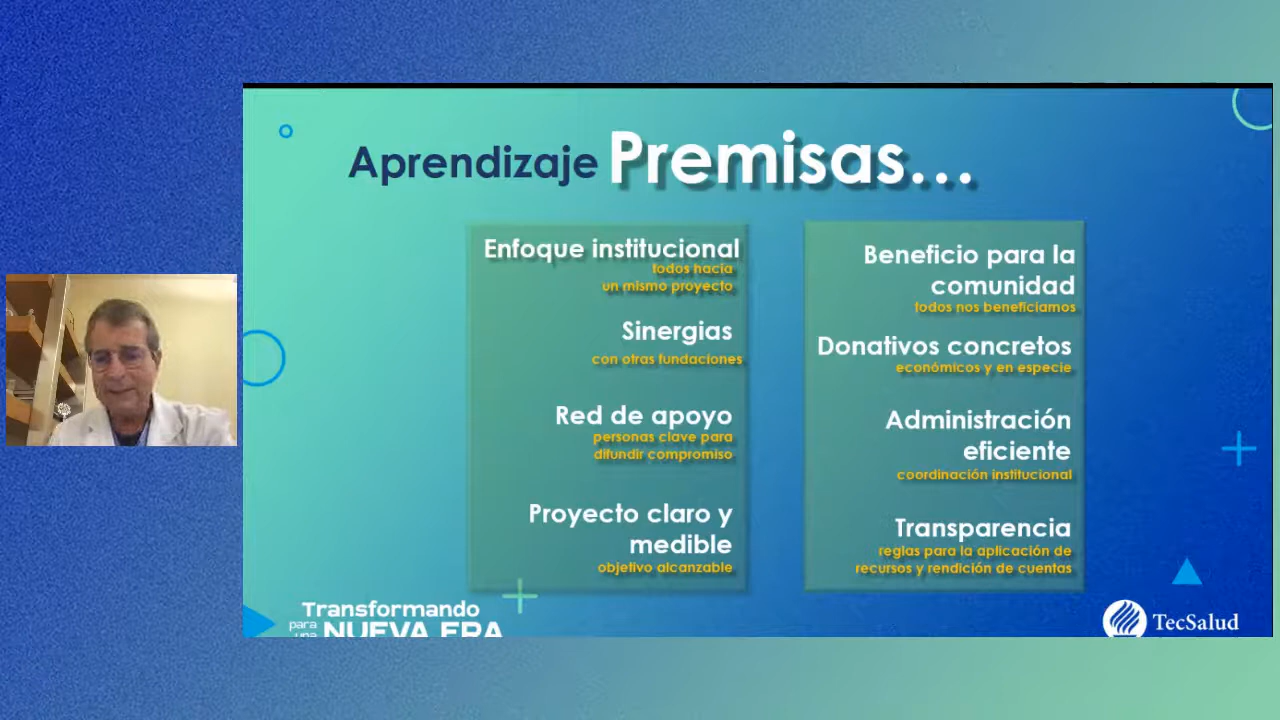 Aprendizaje Premisas...
Enfoque institucional
todos hacia
un mismo proyecto
Sinergias
con otras fundaciones
Red de apoyo
personas clave para
difundir compromiso
Proyecto claro y
medible
objetivo alcanzable
Beneficio para la
comunidad
todos nos beneficiamos
Donativos concretos
económicos y en especie
Administración
eficiente
coordinación institucional
Transparencia
reglas para la aplicación de
recursos y rendición de cuentas
Transformando
para
una NUEVA ERA
TecSalud